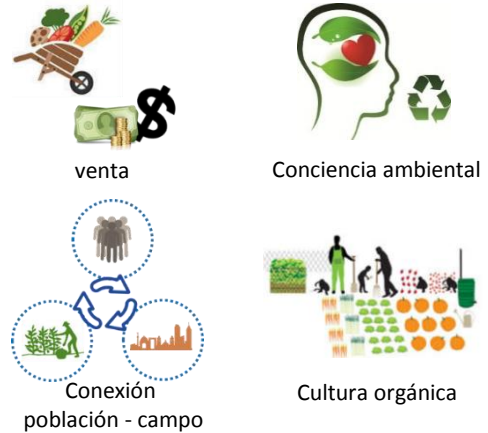 $
venta
Conciencia ambiental
Conexión
población - campo
Cultura orgánica